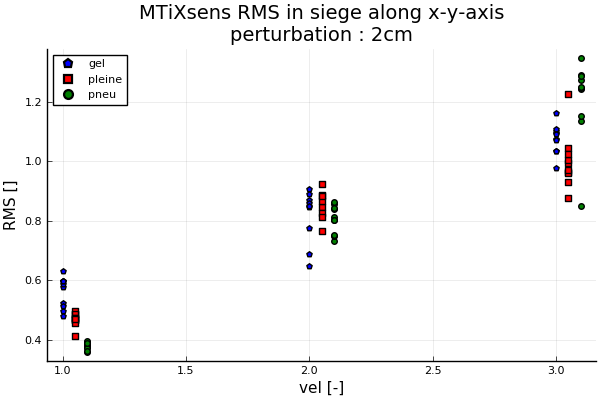 MTiXsens RMS in siege along x-y-axis
perturbation : 2cm
gel
pleine
pneu
RMS []
1.2
1.0
0.8
0.6
0.4
1.0
1.5
2.0
2.5
3.0
vel [-]